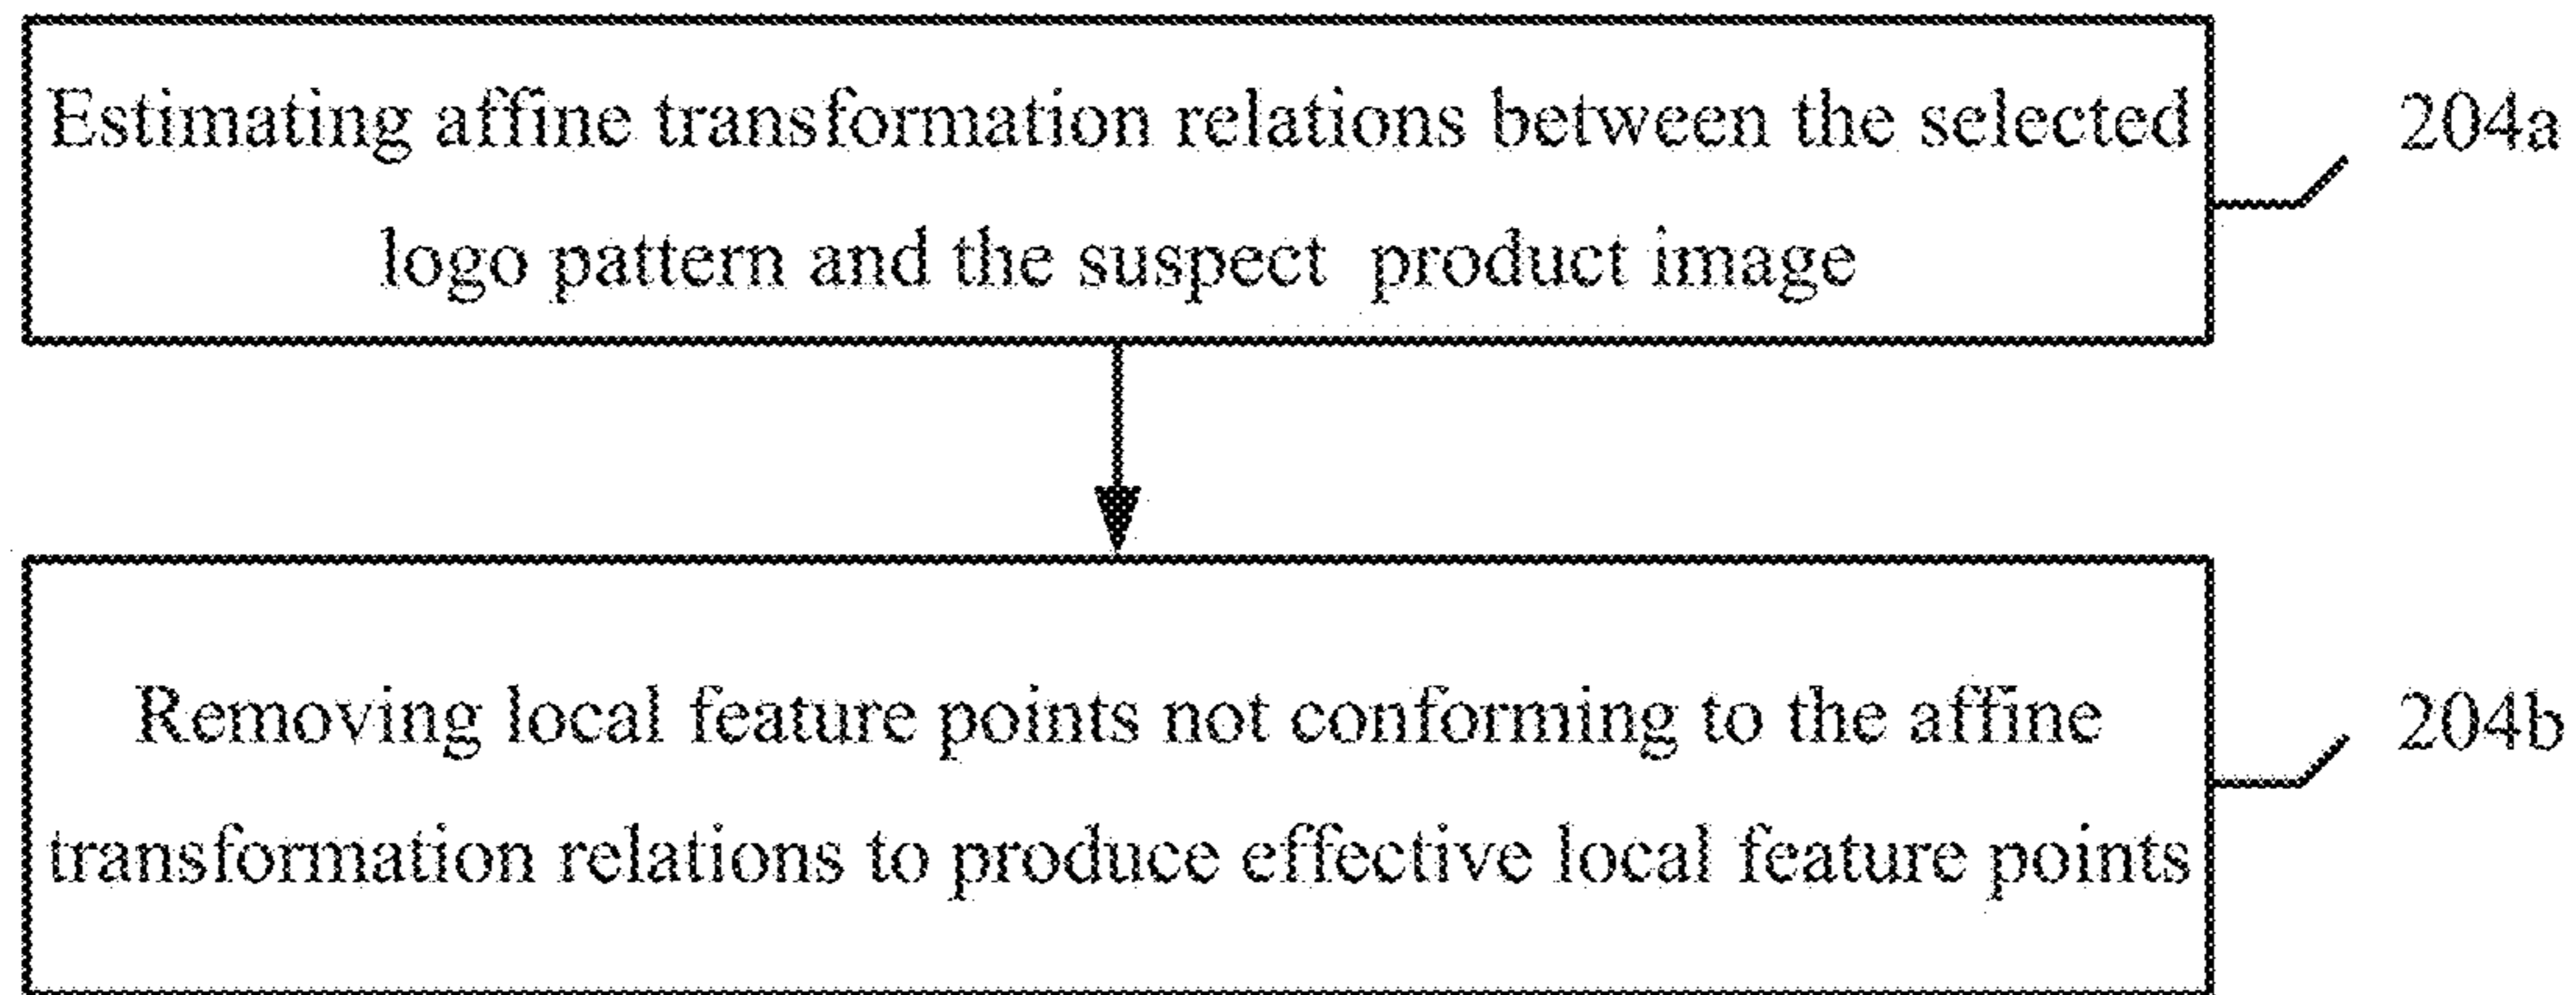 Estimating affine transformation relations between the selected
204a
logo pattern and the suspect product image
Removing local feature points not conforming to the affine
204b
transformation relations to produce effective local feature points